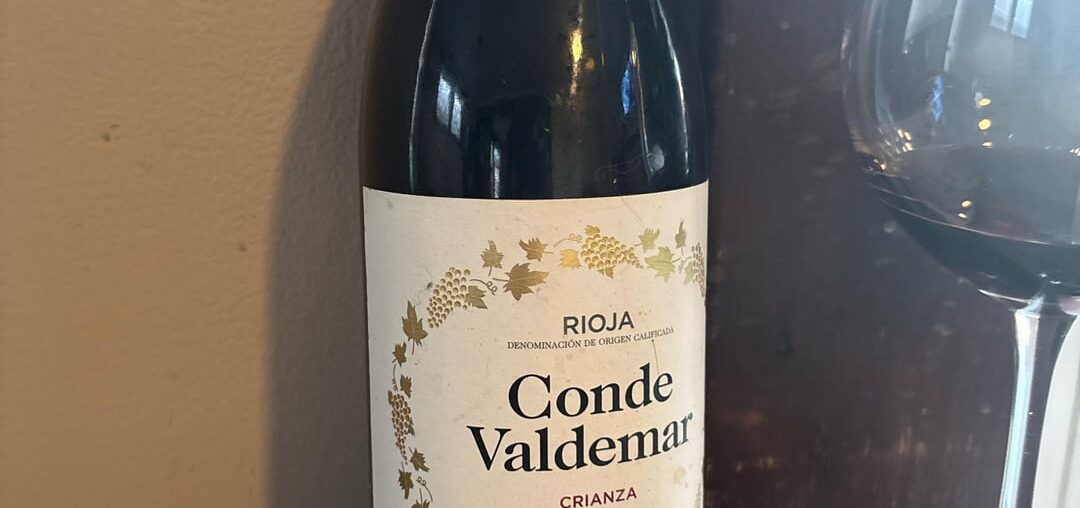 RIOJA
DENOMINACIÓN DE ORIGEN CALIFICADA
Conde
Valdemar
CRIANZA